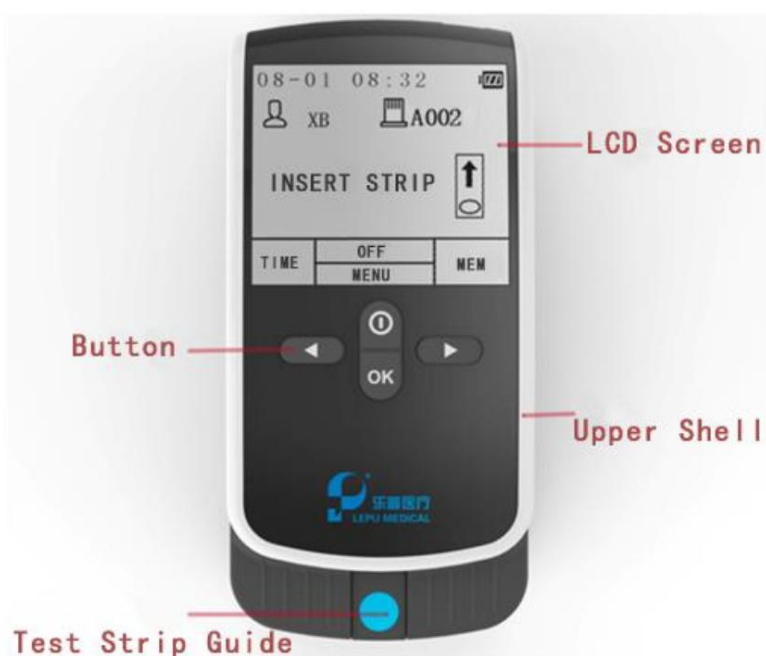 08-01 08:32
XB A002
LCD Screen
INSERT STRIP
TIME
OFF
MENU
MEM
Button
OK
Upper Shell
乐普医疗
LEPU MEDICAL
Test Strip Guide